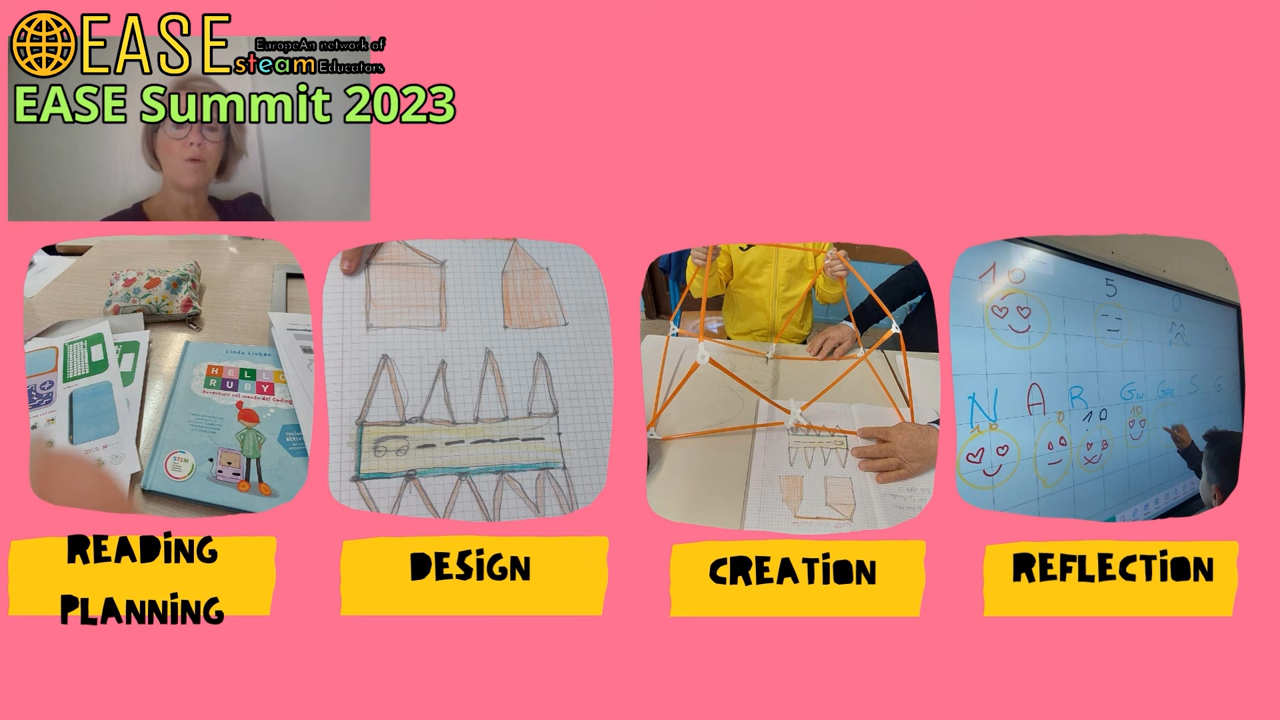 EASE
EuropeAn network of
steam Educators
EASE Summit 2023
Linda Liukas
HELLO
RUBY
STEM
10
5
0
N A R Giu
10
10
READING
PLANNING
DESIGN
CREATION
REFLECTION